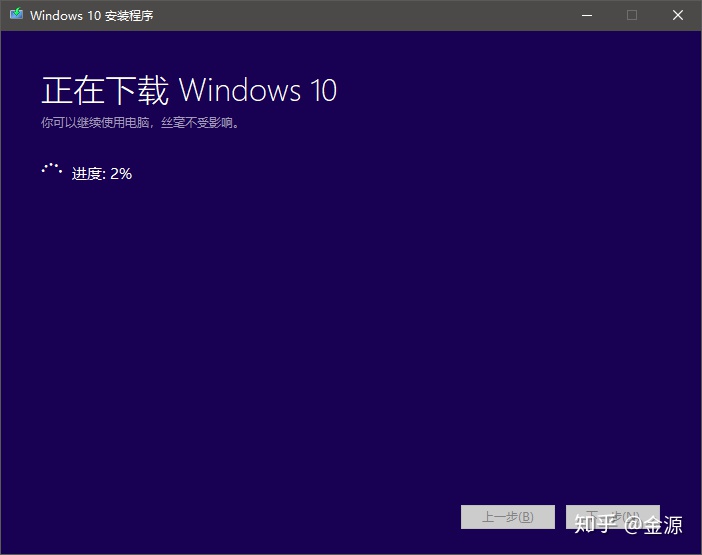 Windows 10 安装程序
正在下载 Windows 10
你可以继续使用电脑，丝毫不受影响。
进度: 2%
上一步(B)
下一步(N)
知乎 @金源